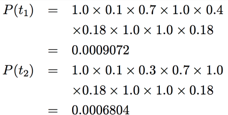 P(t₁) = 1.0 × 0.1 × 0.7 × 1.0 × 0.4
×0.18 × 1.0 × 1.0 × 0.18
= 0.0009072
P(t₂) = 1.0 × 0.1 × 0.3 × 0.7 × 1.0
×0.18 × 1.0 × 1.0 × 0.18
= 0.0006804